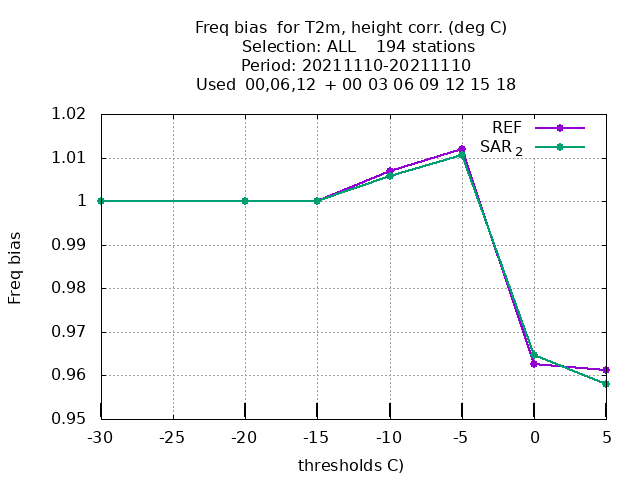 Freq bias  for T2m, height corr. (deg C)
Selection: ALL    194 stations
Period: 20211110-20211110
Used  00,06,12  + 00 03 06 09 12 15 18
REF
SAR 2
1.02
1.01
1
0.99
0.98
0.97
0.96
0.95
Freq bias
-30 -25 -20 -15 -10 -5 0 5
thresholds C)